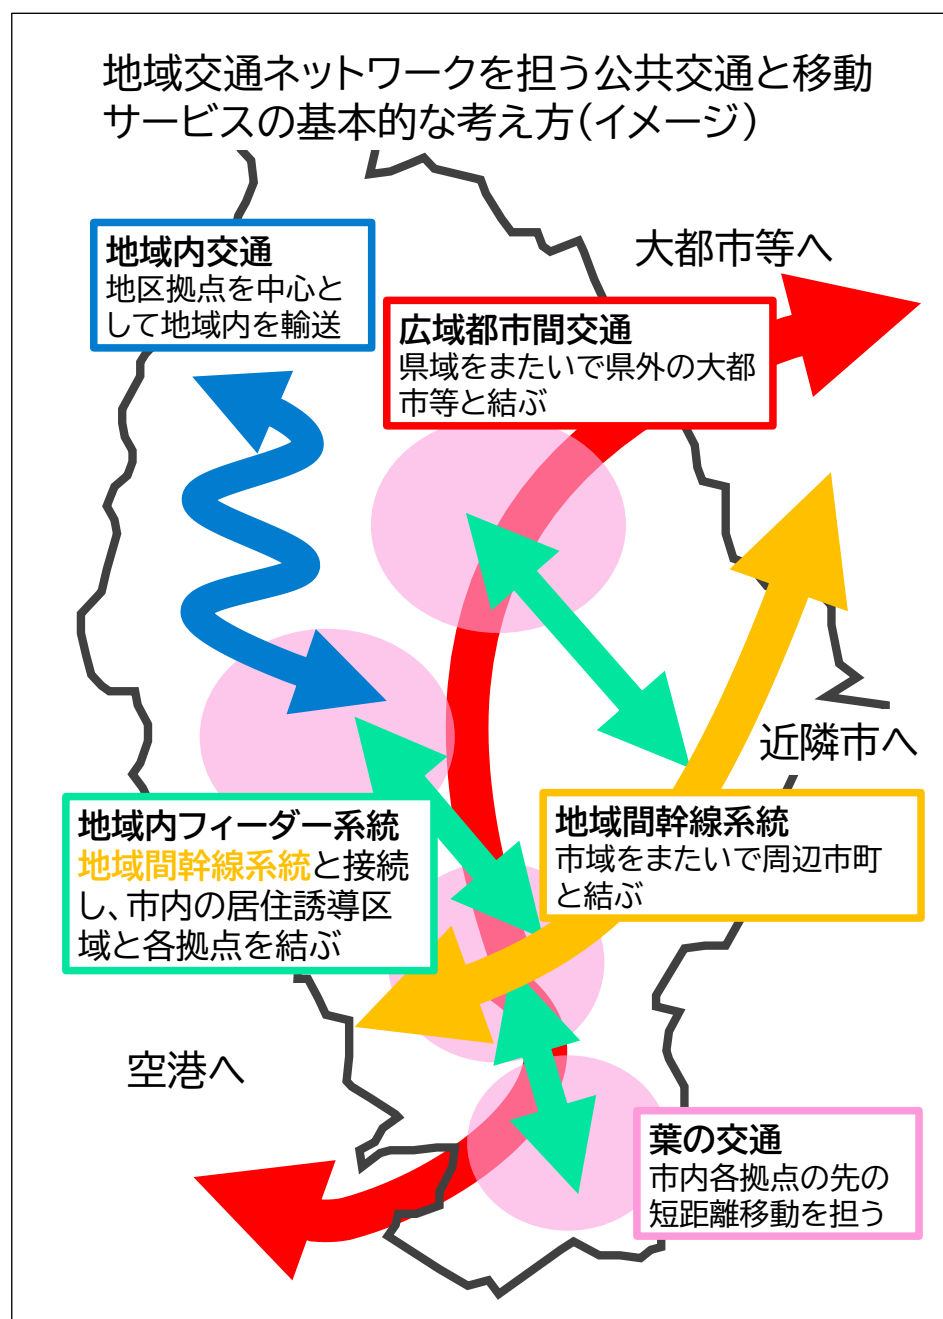 地域交通ネットワークを担う公共交通と移動
サービスの基本的な考え方(イメージ)
地域内交通
地区拠点を中心と
して地域内を輸送
大都市等へ
広域都市間交通
県域をまたいで県外の大都
市等と結ぶ
近隣市へ
地域内フィーダー系統
地域間幹線系統と接続
し、市内の居住誘導区
域と各拠点を結ぶ
地域間幹線系統
市域をまたいで周辺市町
と結ぶ
空港へ
葉の交通
市内各拠点の先の
短距離移動を担う